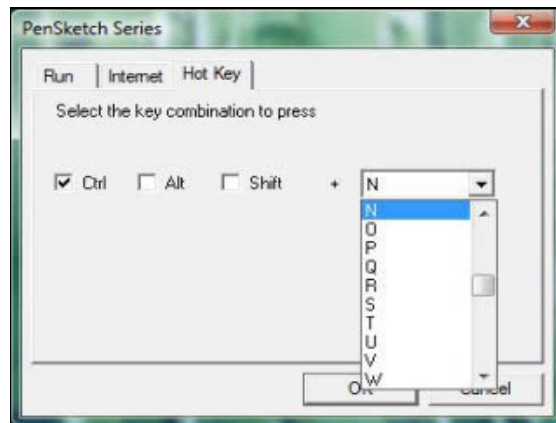 PenSketch Series
Run Internet Hot Key
Select the key combination to press
Ctrl Alt Shift + N
N
O
P
Q
R
S
T
U
V
W